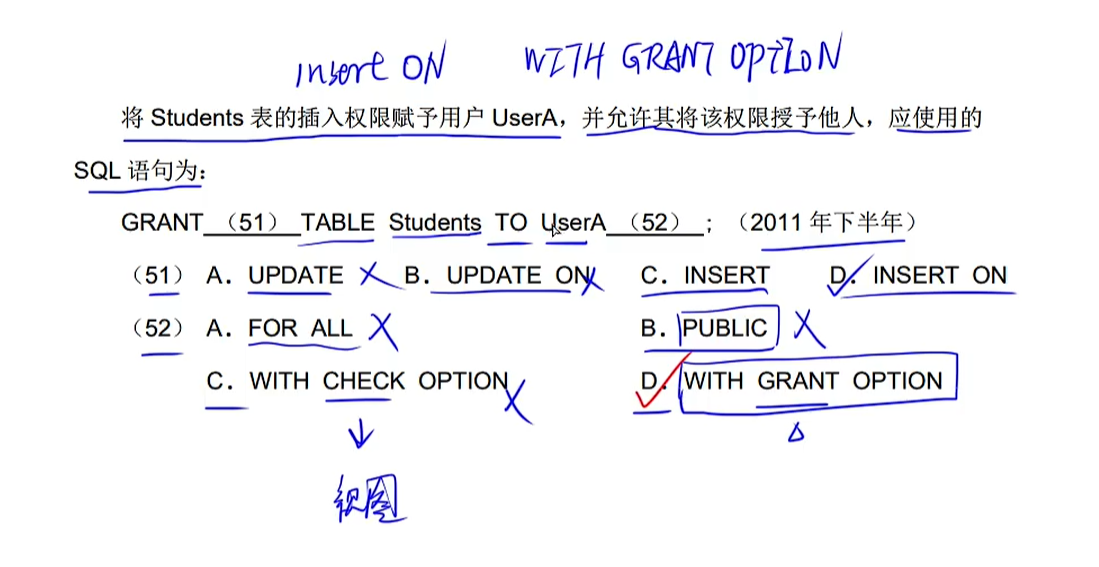 Insert ON WITH GRANT OPTION
将 Students 表的插入权限赋予用户 UserA，并允许其将该权限授予他人，应使用的
SQL 语句为：
GRANT （51） TABLE Students TO UserA （52） ；（2011 年下半年）
（51） A．UPDATE B．UPDATE ON C．INSERT D．INSERT ON
（52） A．FOR ALL B．PUBLIC
C．WITH CHECK OPTION D．WITH GRANT OPTION
视图